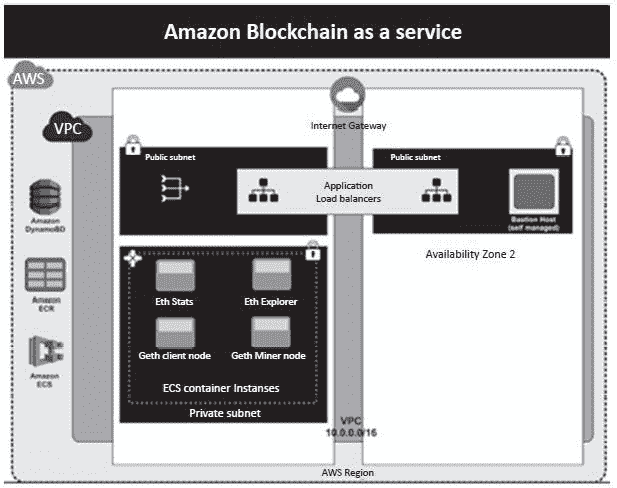 Amazon Blockchain as a service
AWS
VPC
Internet Gateway
Public subnet
Public subnet
Application
Load balancers
Bastion Host
(self managed)
Availability Zone 2
Amazon
DynamoBD
Amazon
ECR
Amazon
ECS
Eth Stats
Eth Explorer
Geth client node
Geth Miner node
ECS container Instanses
Private subnet
VPC
10.0.0.0/16
AWS Region